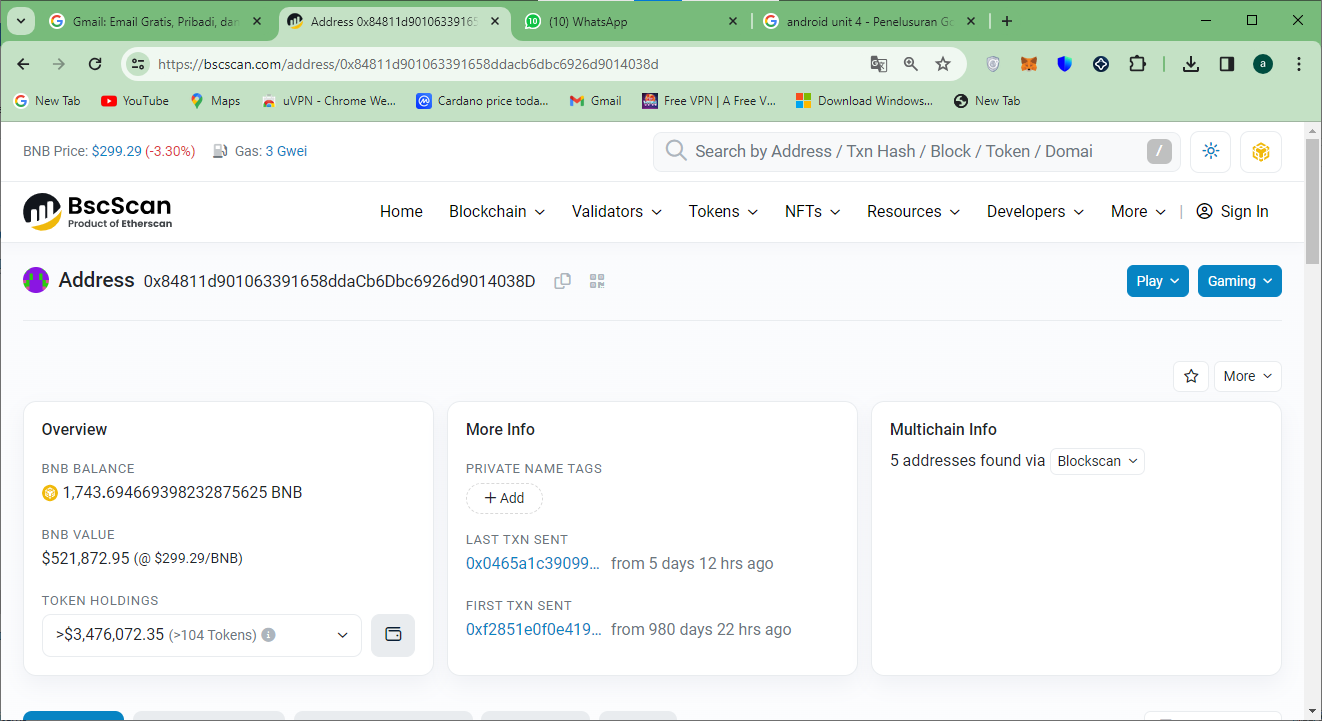 Gmail: Email Gratis, Pribadi, dan
Address 0x84811d90106339165
(10) WhatsApp
android unit 4 - Penelusuran Go
https://bscscan.com/address/0x84811d901063391658ddacb6dbc6926d9014038d
a
New Tab
YouTube
Maps
uVPN - Chrome We...
Cardano price toda...
Gmail
Free VPN | A Free V...
Download Windows...
New Tab
BNB Price: $299.29 (-3.30%)
Gas: 3 Gwei
Search by Address / Txn Hash / Block / Token / Domai
/
BscScan
Product of Etherscan
Home
Blockchain
Validators
Tokens
NFTs
Resources
Developers
More
|
Sign In
Address 0x84811d901063391658ddaCb6Dbc6926d9014038D
Play
Gaming
More
Overview
BNB BALANCE
1,743.694669398232875625 BNB
BNB VALUE
$521,872.95 (@ $299.29/BNB)
TOKEN HOLDINGS
>$3,476,072.35 (>104 Tokens)
More Info
PRIVATE NAME TAGS
+ Add
LAST TXN SENT
0x0465a1c39099... from 5 days 12 hrs ago
FIRST TXN SENT
0xf2851e0f0e419... from 980 days 22 hrs ago
Multichain Info
5 addresses found via Blockscan